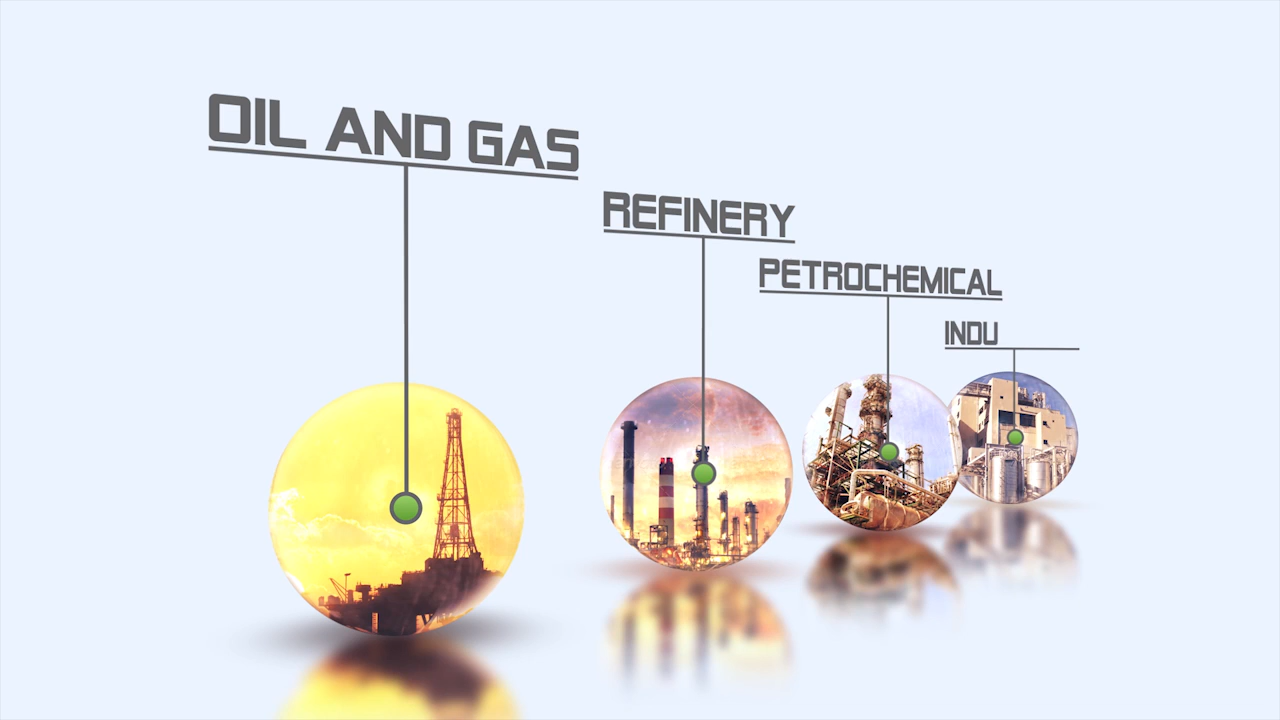 OIL AND GAS
REFINERY
PETROCHEMICAL
INDU